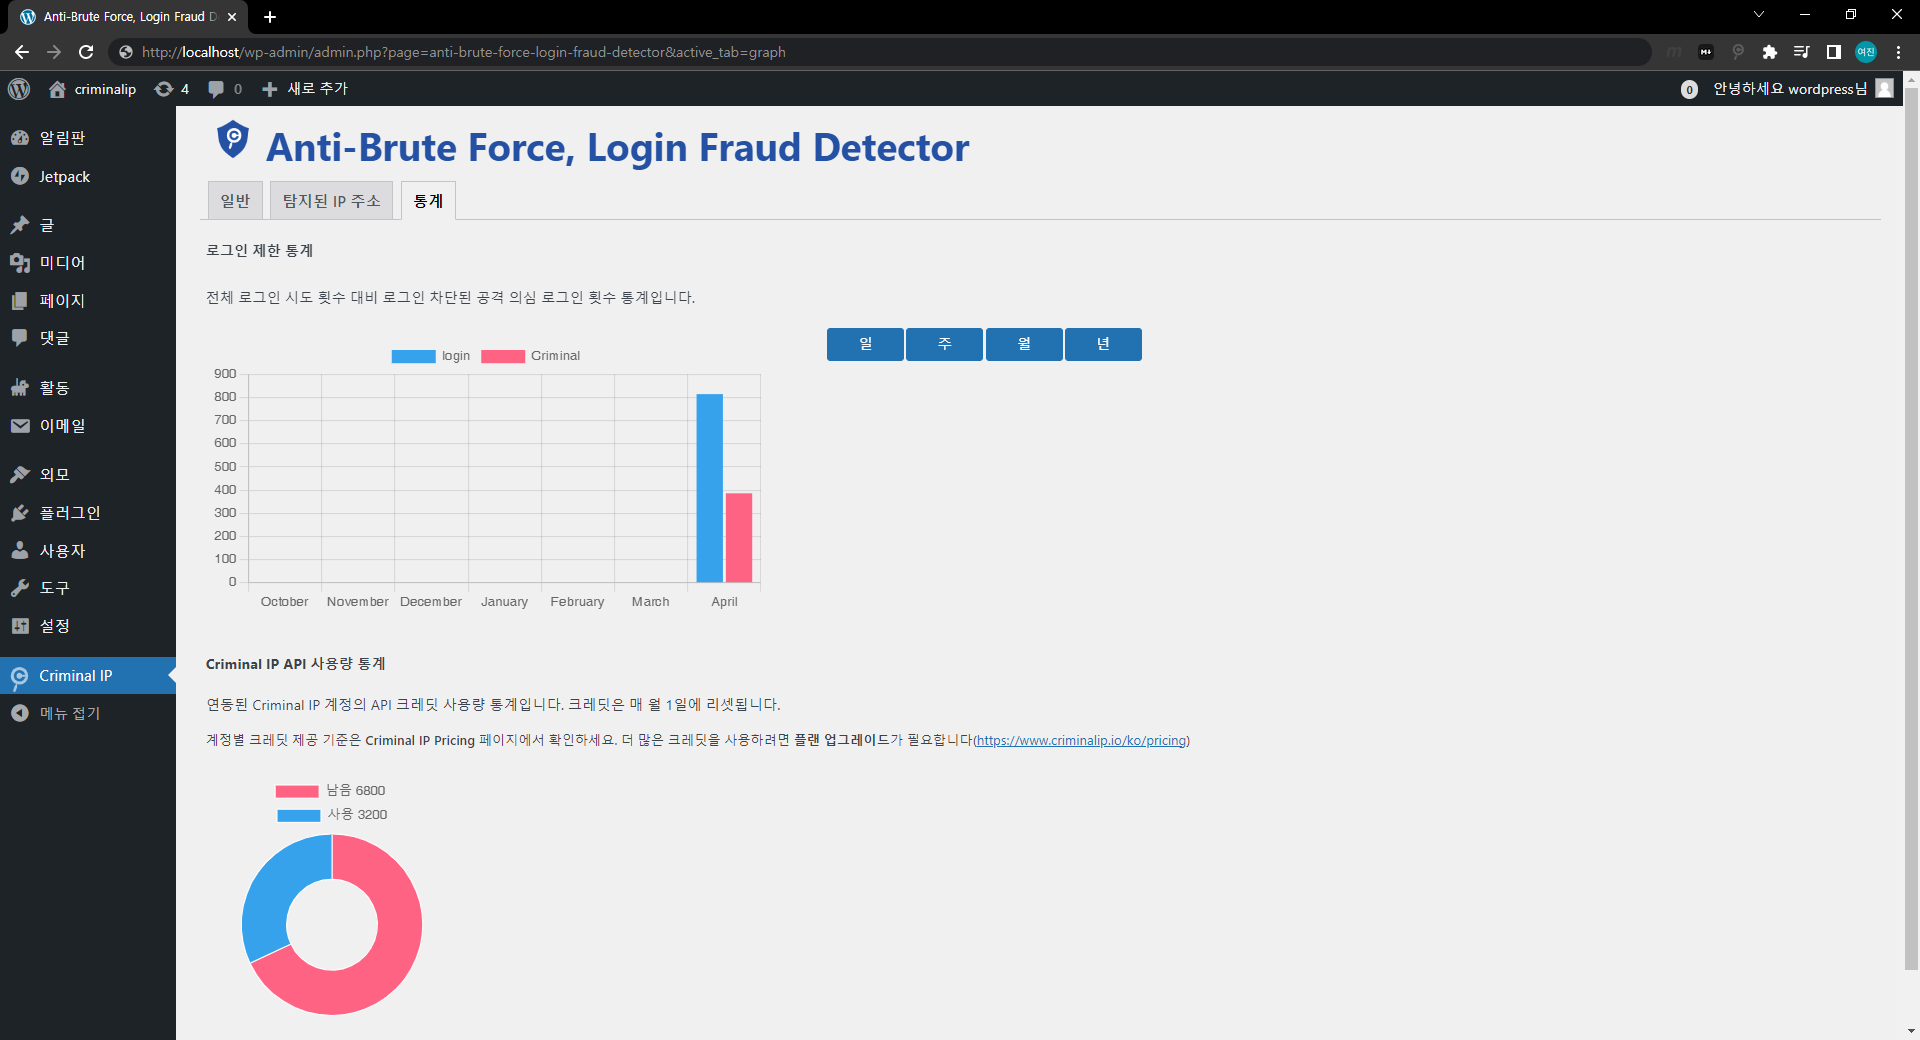 Anti-Brute Force, Login Fraud D
http://localhost/wp-admin/admin.php?page=anti-brute-force-login-fraud-detector&active_tab=graph
여진
criminalip
4
0
새로 추가
0
안녕하세요 wordpress님
알림판
Jetpack
글
미디어
페이지
댓글
활동
이메일
외모
플러그인
사용자
도구
설정
Criminal IP
메뉴 접기
Anti-Brute Force, Login Fraud Detector
일반
탐지된 IP 주소
통계
로그인 제한 통계
전체 로그인 시도 횟수 대비 로그인 차단된 공격 의심 로그인 횟수 통계입니다.
일
주
월
년
login
Criminal
900
800
700
600
500
400
300
200
100
0
October November December January February March April
Criminal IP API 사용량 통계
연동된 Criminal IP 계정의 API 크레딧 사용량 통계입니다. 크레딧은 매 월 1일에 리셋됩니다.
계정별 크레딧 제공 기준은 Criminal IP Pricing 페이지에서 확인하세요. 더 많은 크레딧을 사용하려면 플랜 업그레이드가 필요합니다(https://www.criminalip.io/ko/pricing)
남음 6800
사용 3200